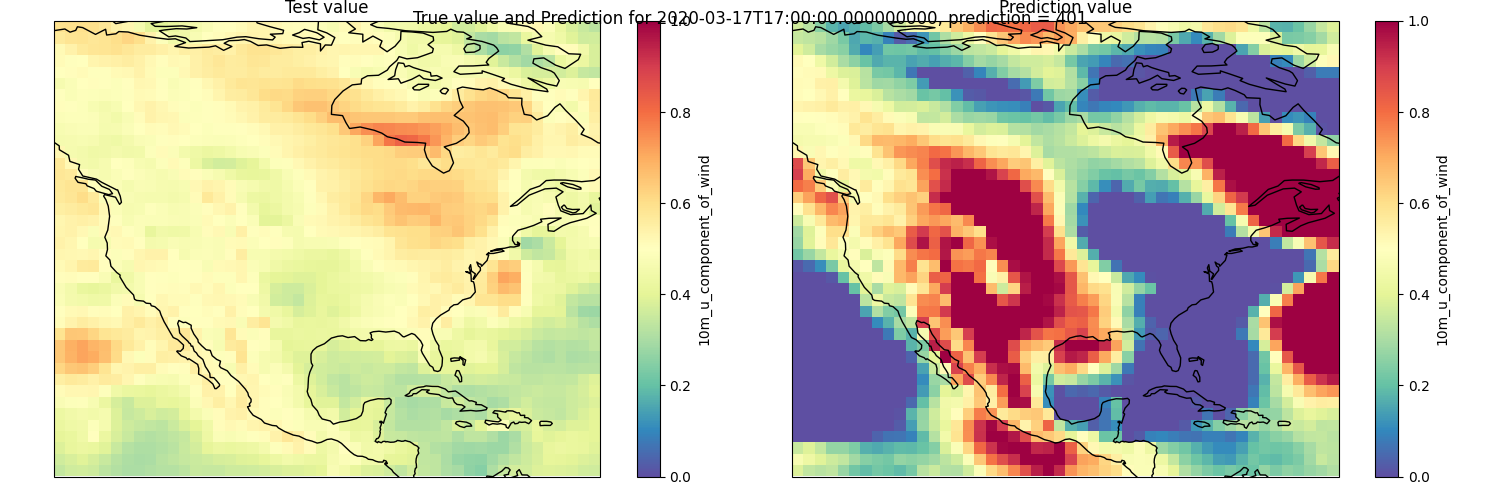 Test value
True value and Prediction for 2020-03-17T17:00:00.000000000, prediction = 401
Prediction value
1.0
0.8
0.6
0.4
0.2
0.0
10m_u_component_of_wind
1.0
0.8
0.6
0.4
0.2
0.0
10m_u_component_of_wind